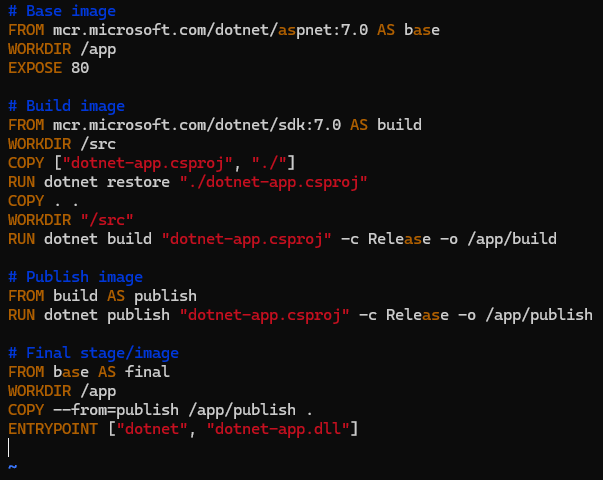 # Base image
FROM mcr.microsoft.com/dotnet/aspnet:7.0 AS base
WORKDIR /app
EXPOSE 80
# Build image
FROM mcr.microsoft.com/dotnet/sdk:7.0 AS build
WORKDIR /src
COPY ["dotnet-app.csproj", "./"]
RUN dotnet restore "./dotnet-app.csproj"
COPY . .
WORKDIR "/src"
RUN dotnet build "dotnet-app.csproj" -c Release -o /app/build
# Publish image
FROM build AS publish
RUN dotnet publish "dotnet-app.csproj" -c Release -o /app/publish
# Final stage/image
FROM base AS final
WORKDIR /app
COPY --from=publish /app/publish .
ENTRYPOINT ["dotnet", "dotnet-app.dll"]
~